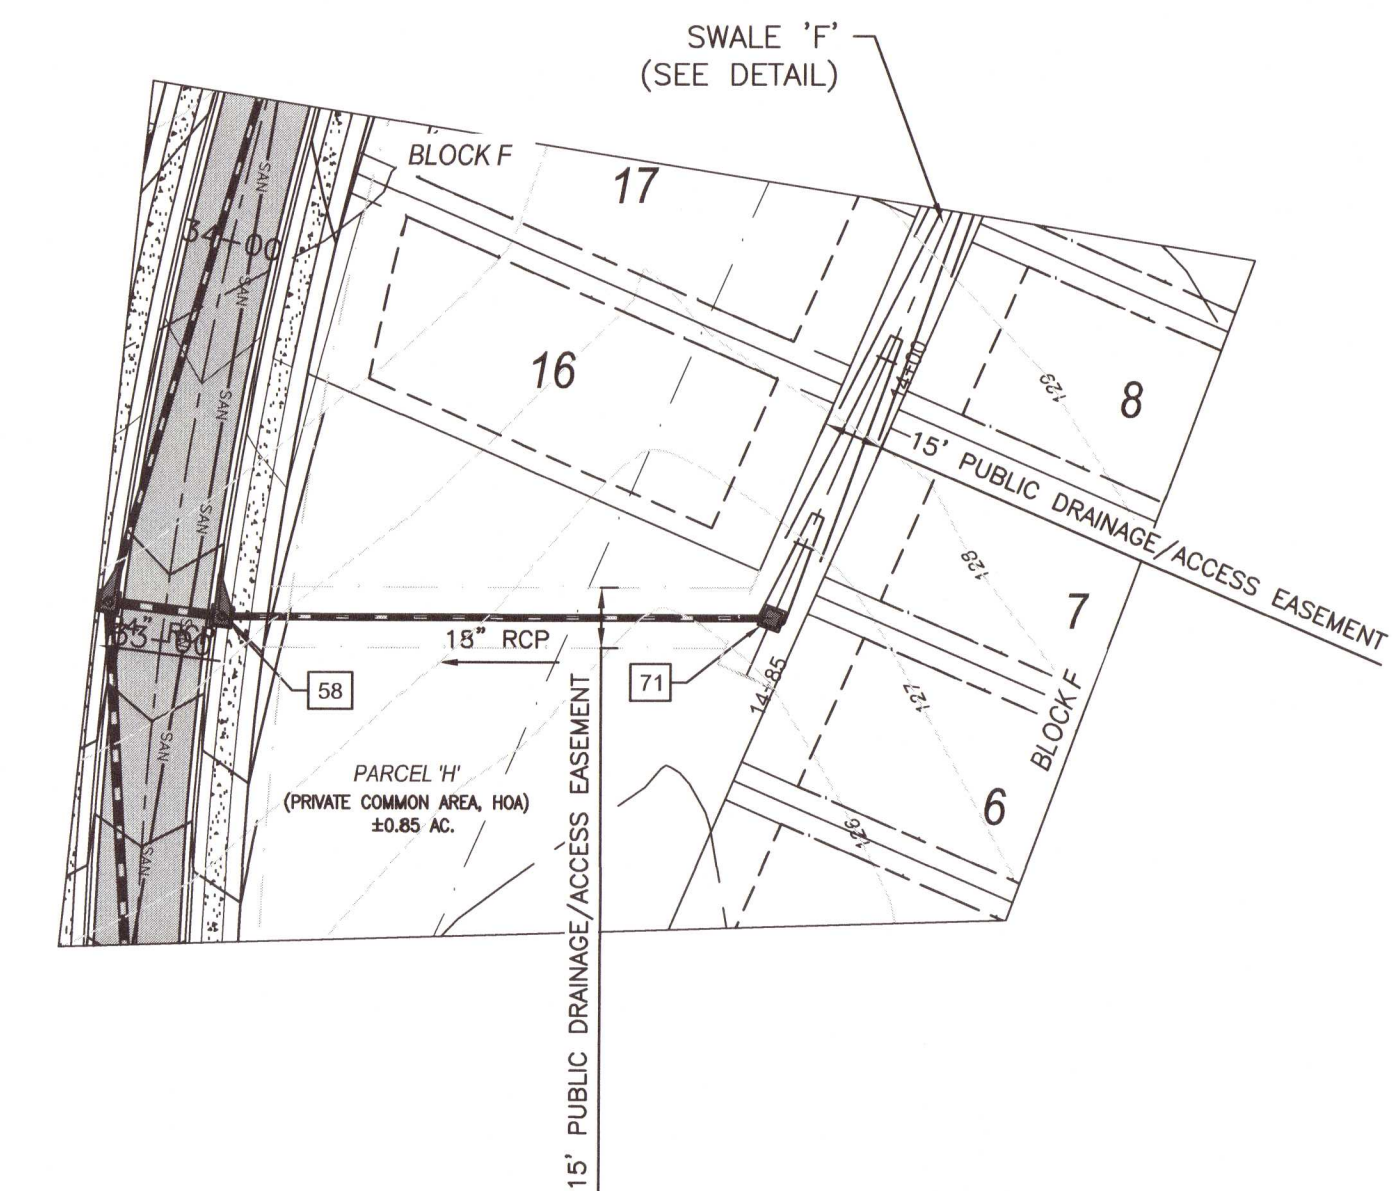 SWALE 'F'
(SEE DETAIL)
BLOCK F
17
SAN
34+00
SAN
16
14+00
129
8
SAN
15' PUBLIC DRAINAGE/ACCESS EASEMENT
SAN
128
7
18" RCP
33+00
58
71
14+85
127
BLOCK F
SAN
PARCEL 'H'
(PRIVATE COMMON AREA, HOA)
±0.85 AC.
6
126
SAN
15' PUBLIC DRAINAGE/ACCESS EASEMENT